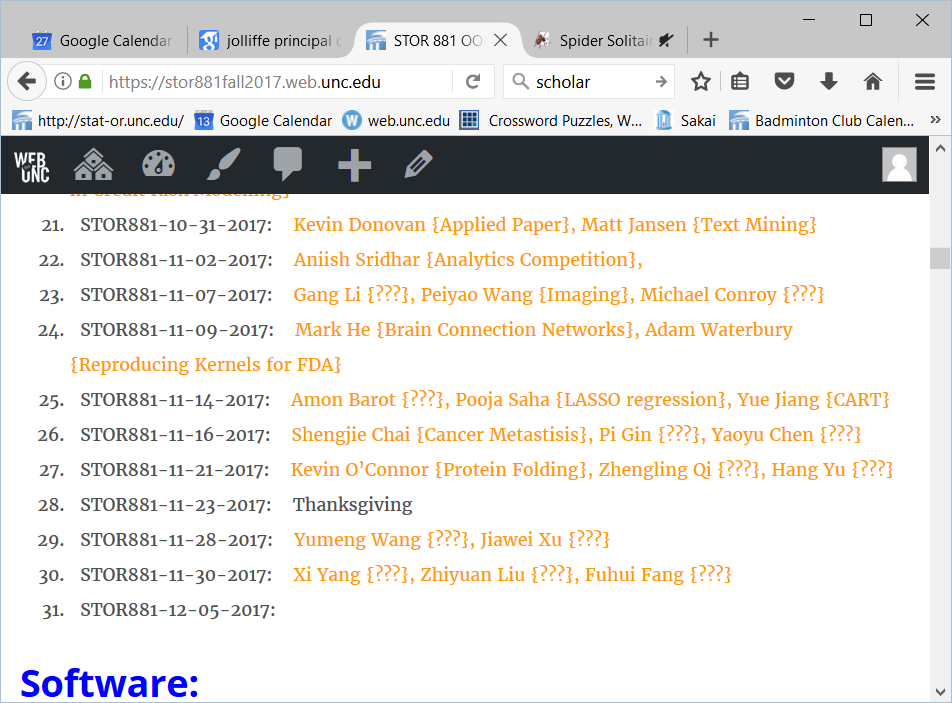 27 Google Calendar
jolliffe principal c
STOR 881 OO
Spider Solitair
https://stor881fall2017.web.unc.edu
scholar
http://stat-or.unc.edu/ 13 Google Calendar W web.unc.edu Crossword Puzzles, W... Sakai Badminton Club Calen...
WEB UNC
in Credit Risk Modelling}
21. STOR881-10-31-2017: Kevin Donovan {Applied Paper}, Matt Jansen {Text Mining}
22. STOR881-11-02-2017: Aniish Sridhar {Analytics Competition},
23. STOR881-11-07-2017: Gang Li {???}, Peiyao Wang {Imaging}, Michael Conroy {???}
24. STOR881-11-09-2017: Mark He {Brain Connection Networks}, Adam Waterbury
{Reproducing Kernels for FDA}
25. STOR881-11-14-2017: Amon Barot {???}, Pooja Saha {LASSO regression}, Yue Jiang {CART}
26. STOR881-11-16-2017: Shengjie Chai {Cancer Metastisis}, Pi Gin {???}, Yaoyu Chen {???}
27. STOR881-11-21-2017: Kevin O’Connor {Protein Folding}, Zhengling Qi {???}, Hang Yu {???}
28. STOR881-11-23-2017: Thanksgiving
29. STOR881-11-28-2017: Yumeng Wang {???}, Jiawei Xu {???}
30. STOR881-11-30-2017: Xi Yang {???}, Zhiyuan Liu {???}, Fuhui Fang {???}
31. STOR881-12-05-2017:
Software: